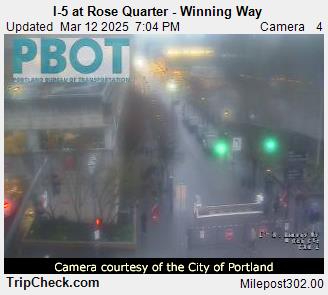 I-5 at Rose Quarter - Winning Way
Updated Mar 12 2025 7:04 PM Camera 4
PBOT
PORTLAND BUREAU OF TRANSPORTATION
Camera courtesy of the City of Portland
TripCheck.com Milepost302.00